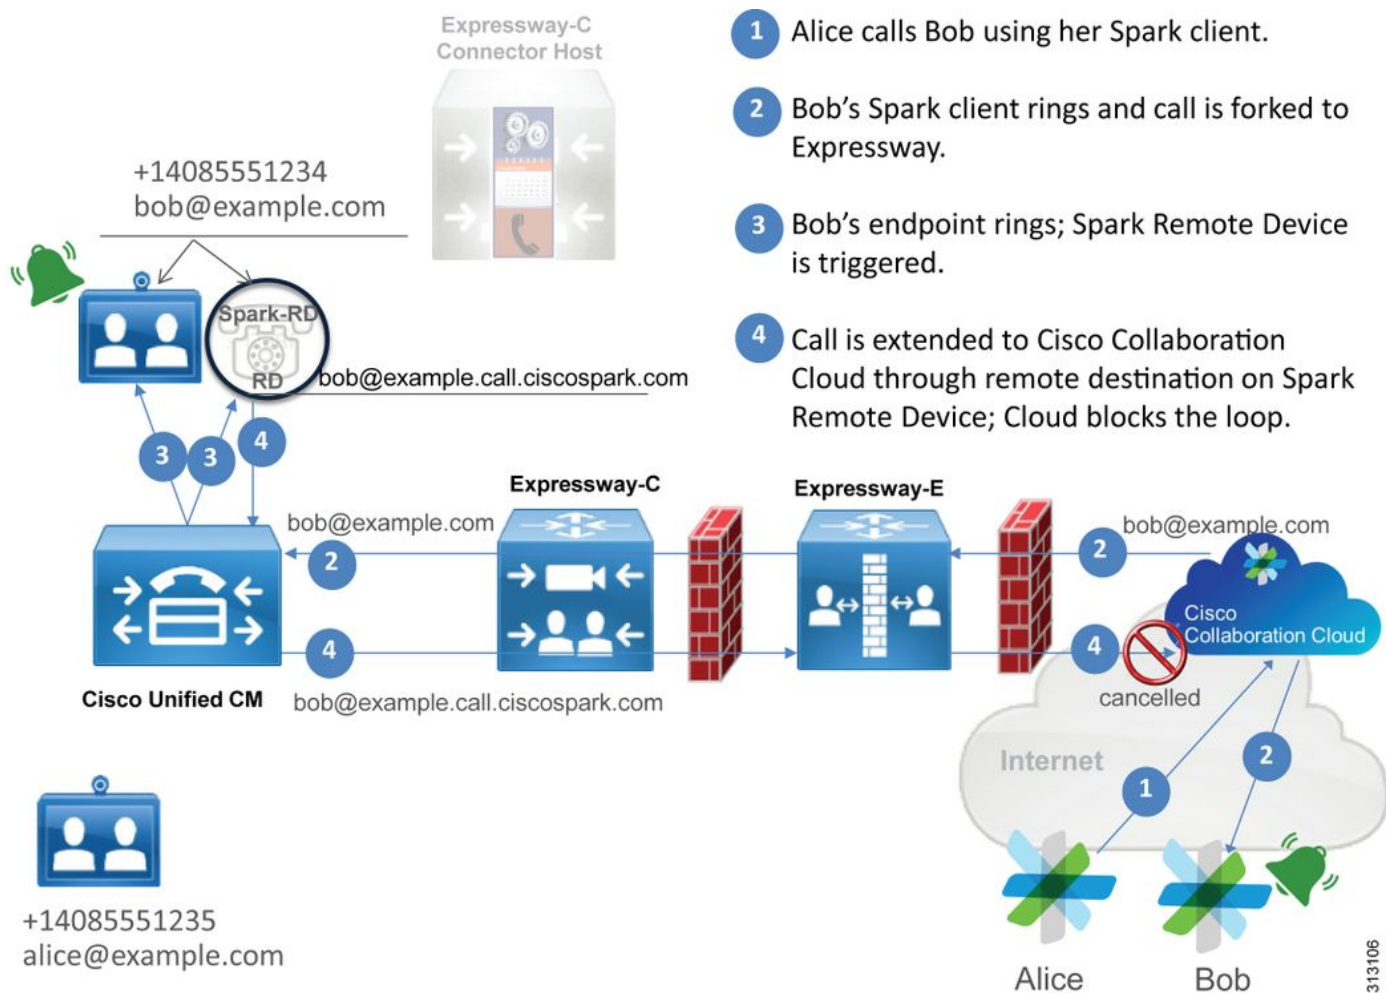 Expressway-C
Connector Host
1 Alice calls Bob using her Spark client.
2 Bob's Spark client rings and call is forked to
Expressway.
3 Bob's endpoint rings; Spark Remote Device
is triggered.
4 Call is extended to Cisco Collaboration
Cloud through remote destination on Spark
Remote Device; Cloud blocks the loop.
+14085551234
bob@example.com
Spark-RD
RD
bob@example.call.ciscospark.com
3
3
4
Expressway-C
Expressway-E
bob@example.com
bob@example.com
2
2
Cisco
Collaboration Cloud
4
4
cancelled
Cisco Unified CM
bob@example.call.ciscospark.com
Internet
2
1
+14085551235
alice@example.com
Alice
Bob
313106